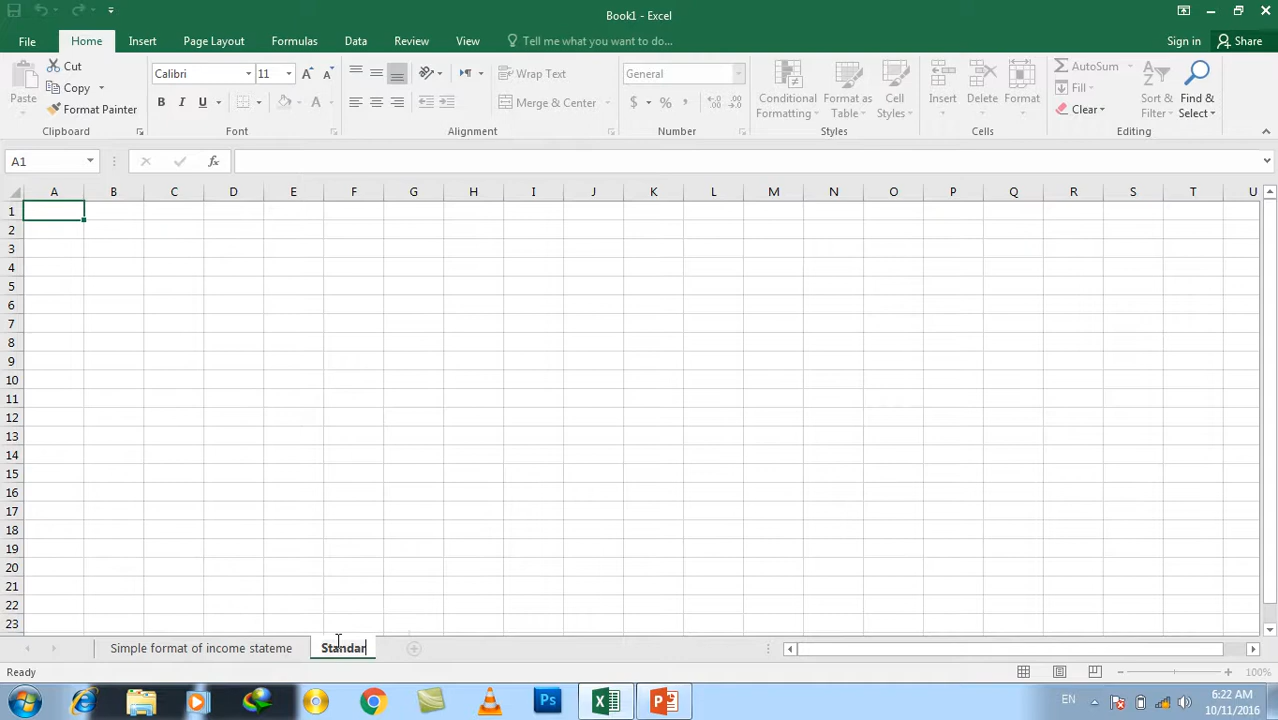 Book1 - Excel
File Home Insert Page Layout Formulas Data Review View Tell me what you want to do... Sign in Share
Cut
Copy
Format Painter
Paste
Clipboard
Calibri 11
B I U
Font
Wrap Text
Merge & Center
Alignment
General
$ % ,
Number
Conditional Formatting
Format as Table
Cell Styles
Styles
Insert Delete Format
Cells
AutoSum
Fill
Clear
Sort & Filter
Find & Select
Editing
A1 fx
A B C D E F G H I J K L M N O P Q R S T U
1
2
3
4
5
6
7
8
9
10
11
12
13
14
15
16
17
18
19
20
21
22
23
Simple format of income stateme Standar
Ready 100%
Ps EN 6:22 AM
10/11/2016